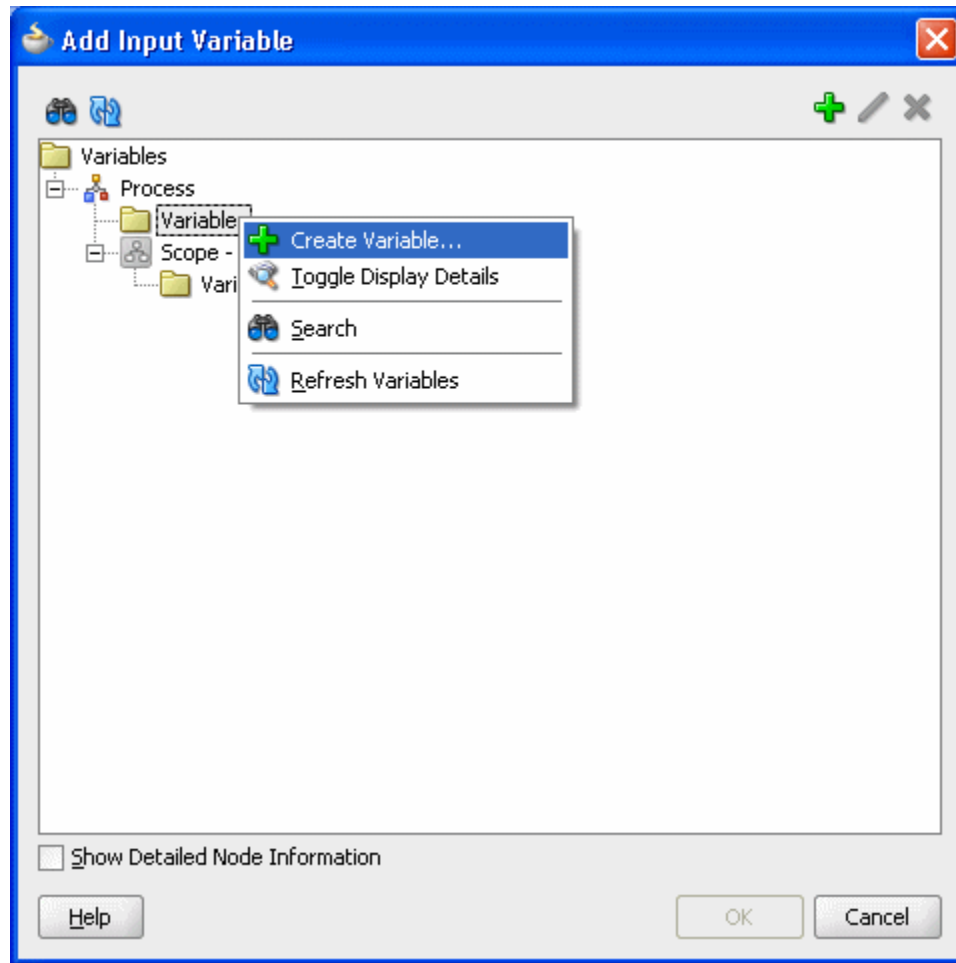 Add Input Variable
Variables
Process
Variable
Create Variable...
Scope -
Toggle Display Details
Vari
Search
Refresh Variables
Show Detailed Node Information
Help
OK
Cancel